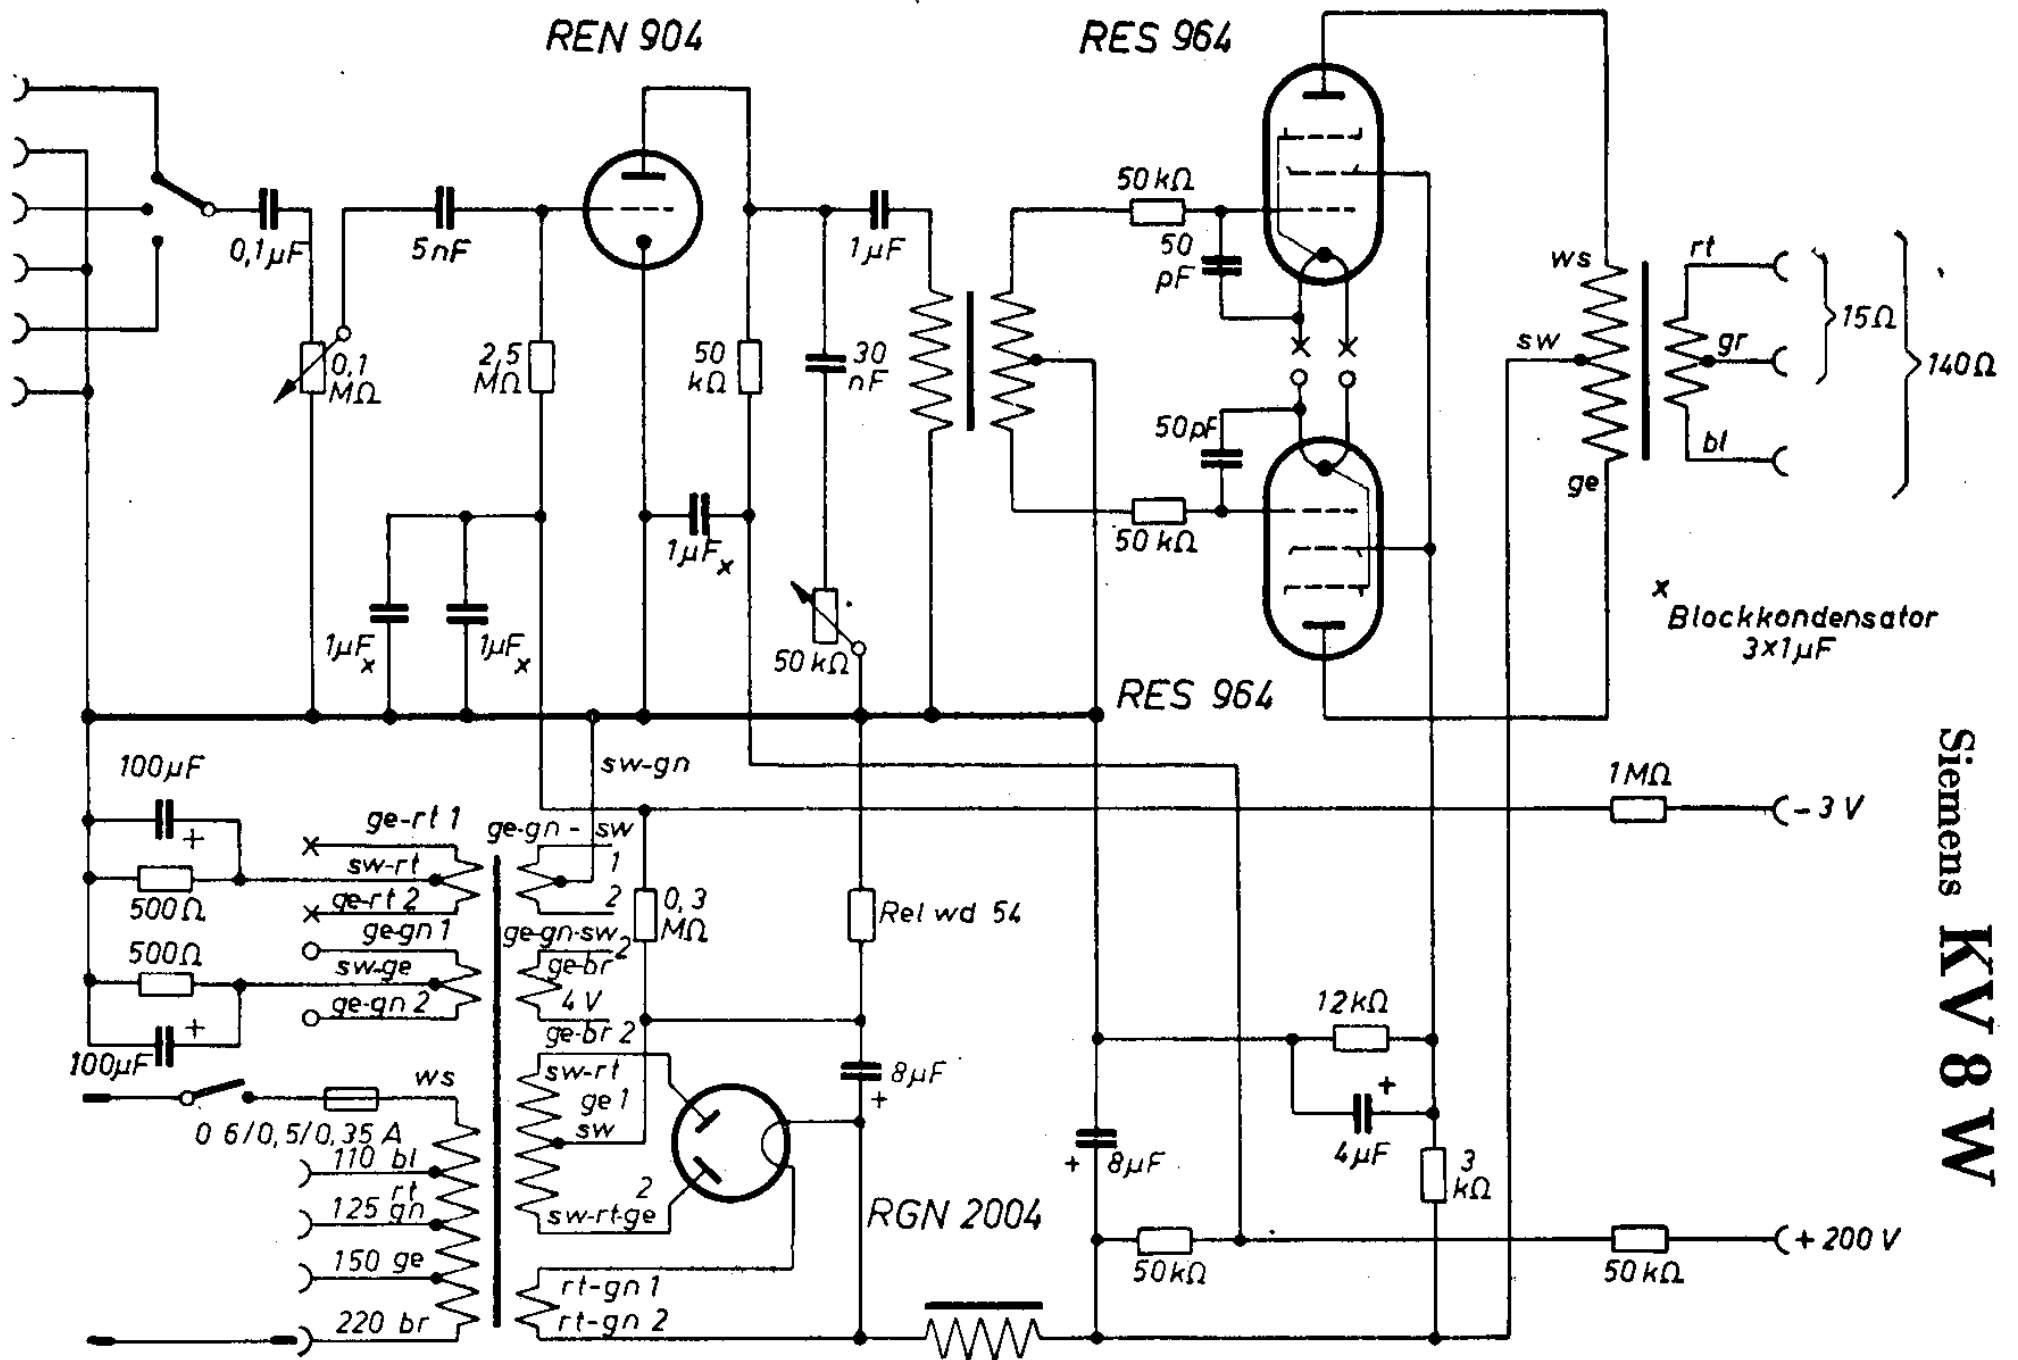 REN 904
RES 964
0,1µF
5nF
1µF
50kΩ
50
pF
ws
rt
sw
gr
15Ω
140Ω
0,1
MΩ
2,5
MΩ
50
kΩ
30
nF
50pF
bl
ge
50kΩ
1µF x
x
Blockkondensator
3x1µF
1µF x
1µF x
50kΩ
RES 964
Siemens KV 8 W
sw-gn
100µF
+
1MΩ
-3V
ge-rt 1
ge-gn - sw
1
sw-rt
2
ge-rt 2
500Ω
0,3
MΩ
Rel wd 54
ge-gn 1
ge-gn-sw 2
500Ω
sw-ge
ge-br
4V
ge-gn 2
ge-br 2
+
100µF
12kΩ
ws
sw-rt
ge 1
sw
8µF
+
+
4µF
0 6/0,5/0,35 A
110 bl
rt
125 gn
150 ge
220 br
2
sw-rt-ge
RGN 2004
+ 8µF
3
kΩ
50kΩ
50kΩ
+200V
rt-gn 1
rt-gn 2